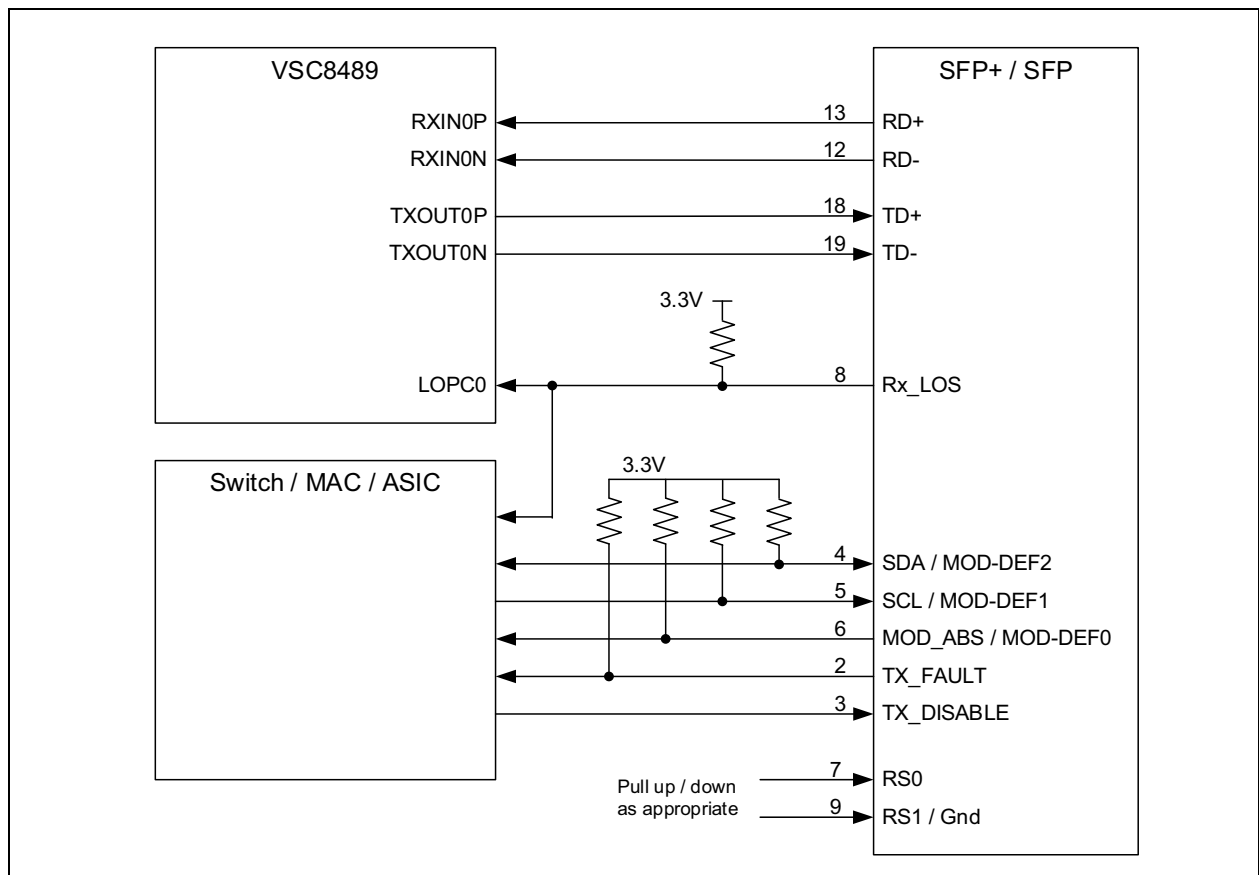 VSC8489
SFP+ / SFP
RXIN0P
13
RD+
RXIN0N
12
RD-
TXOUT0P
18
TD+
TXOUT0N
19
TD-
3.3V
LOPC0
8
Rx_LOS
Switch / MAC / ASIC
3.3V
4
SDA / MOD-DEF2
5
SCL / MOD-DEF1
6
MOD_ABS / MOD-DEF0
2
TX_FAULT
3
TX_DISABLE
Pull up / down
as appropriate
7
RS0
9
RS1 / Gnd